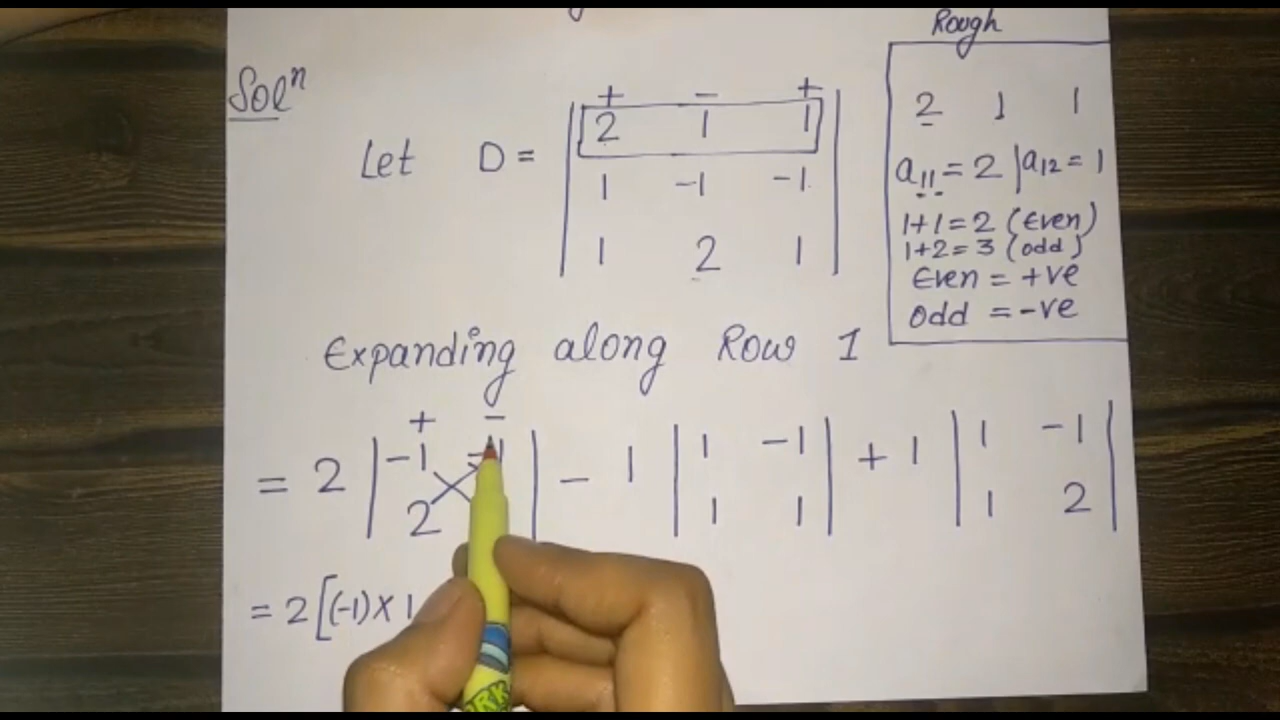 Rough
Solⁿ
+ - +
Let D = | 2 1 1 |
| 1 -1 -1 |
| 1 2 1 |
2 1 1
a₁₁ = 2 | a₁₂ = 1
1+1=2 (Even)
1+2=3 (odd)
Even = +ve
odd = -ve
Expanding along Row 1
+ -
= 2 | -1 -1 | - 1 | 1 -1 | + 1 | 1 -1 |
| 2 | | 1 1 | | 1 2 |
= 2 [(-1) × 1